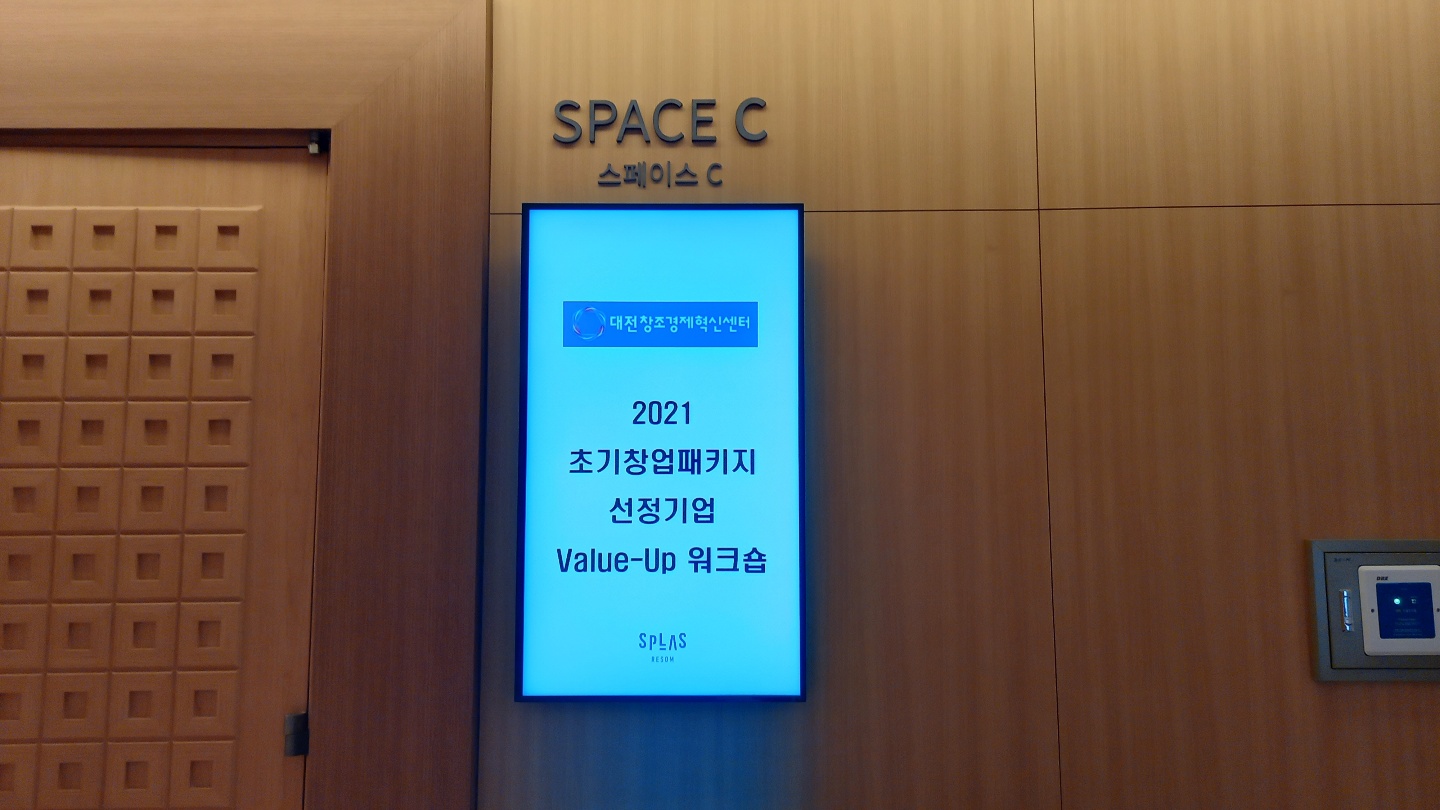 SPACE C
스페이스 C
대전창조경제혁신센터
2021
초기창업패키지
선정기업
Value-Up 워크숍
SPLAS
RESOM